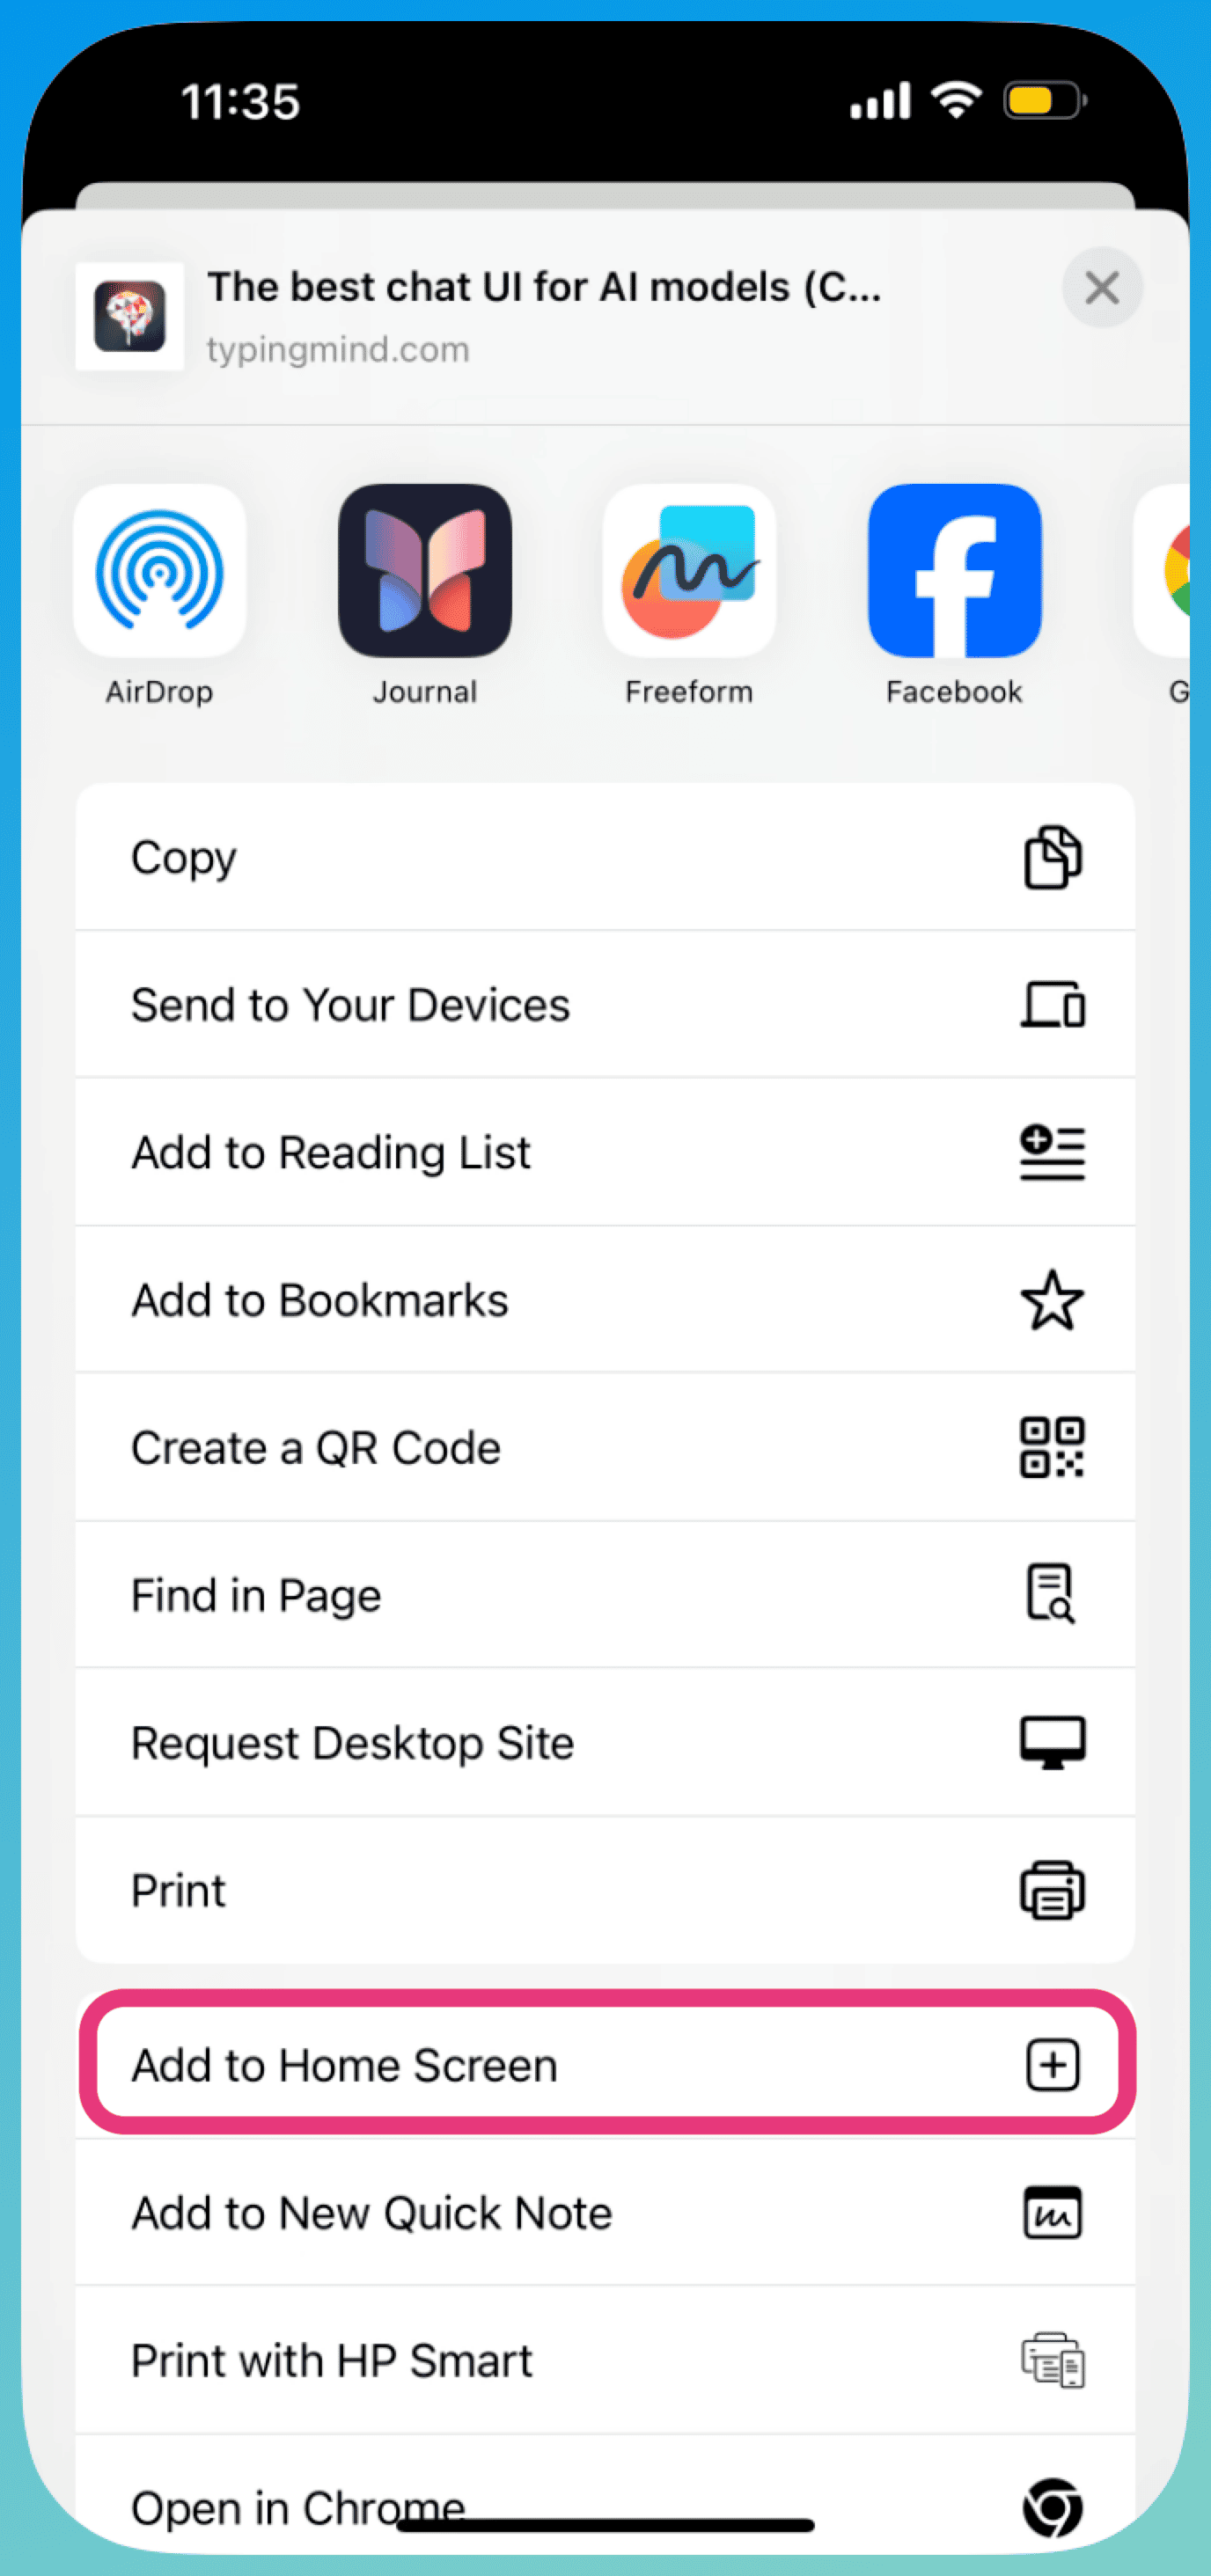 11:35
The best chat UI for AI models (C...
typingmind.com
AirDrop
Journal
Freeform
Facebook
G
Copy
Send to Your Devices
Add to Reading List
Add to Bookmarks
Create a QR Code
Find in Page
Request Desktop Site
Print
Add to Home Screen
Add to New Quick Note
Print with HP Smart
Open in Chrome